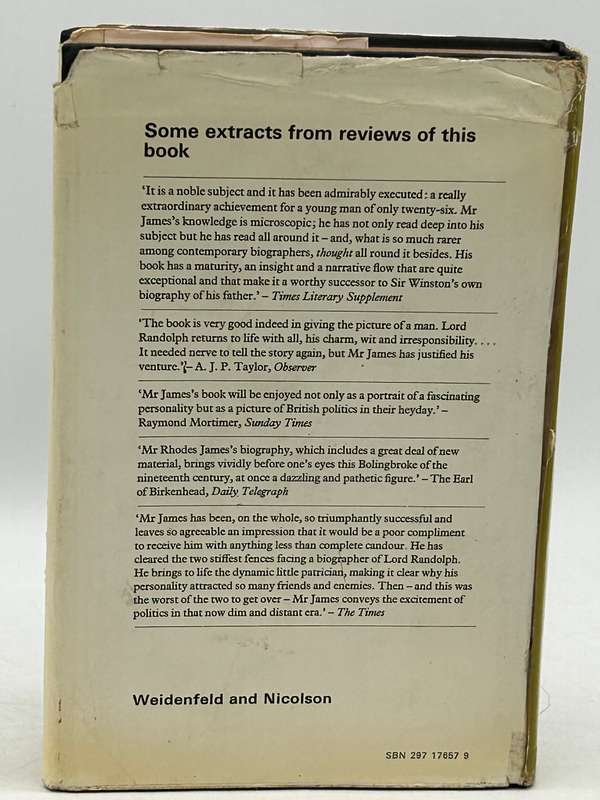 Some extracts from reviews of this
book
'It is a noble subject and it has been admirably executed: a really
extraordinary achievement for a young man of only twenty-six. Mr
James's knowledge is microscopic; he has not only read deep into his
subject but he has read all around it – and, what is so much rarer
among contemporary biographers, thought all round it besides. His
book has a maturity, an insight and a narrative flow that are quite
exceptional and that make it a worthy successor to Sir Winston's own
biography of his father.' – Times Literary Supplement
'The book is very good indeed in giving the picture of a man. Lord
Randolph returns to life with all, his charm, wit and irresponsibility. . . .
It needed nerve to tell the story again, but Mr James has justified his
venture.' – A. J. P. Taylor, Observer
'Mr James's book will be enjoyed not only as a portrait of a fascinating
personality but as a picture of British politics in their heyday.' –
Raymond Mortimer, Sunday Times
'Mr Rhodes James's biography, which includes a great deal of new
material, brings vividly before one's eyes this Bolingbroke of the
nineteenth century, at once a dazzling and pathetic figure.' – The Earl
of Birkenhead, Daily Telegraph
'Mr James has been, on the whole, so triumphantly successful and
leaves so agreeable an impression that it would be a poor compliment
to receive him with anything less than complete candour. He has
cleared the two stiffest fences facing a biographer of Lord Randolph.
He brings to life the dynamic little patrician, making it clear why his
personality attracted so many friends and enemies. Then – and this was
the worst of the two to get over – Mr James conveys the excitement of
politics in that now dim and distant era.' – The Times
Weidenfeld and Nicolson
SBN 297 17657 9